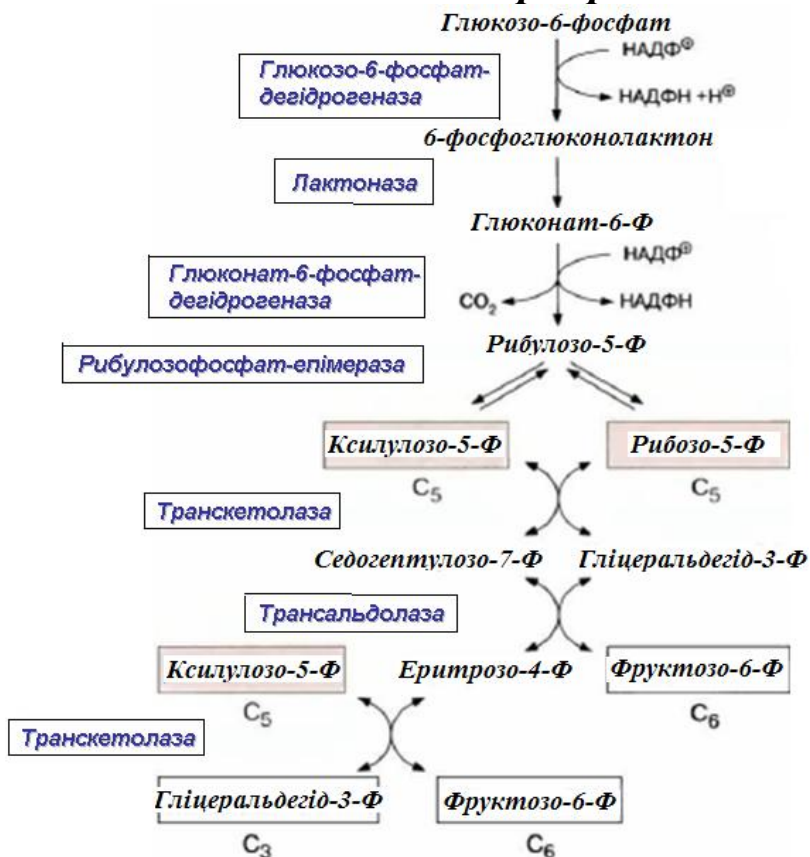 Глюкозо-6-фосфат
НАДФ⊕
Глюкозо-6-фосфат-
дегідрогеназа
НАДФН +Н⊕
6-фосфоглюконолактон
Лактоназа
Глюконат-6-Ф
НАДФ⊕
Глюконат-6-фосфат-
дегідрогеназа
CO₂
НАДФН
Рибулозо-5-Ф
Рибулозофосфат-епімераза
Ксилулозо-5-Ф
Рибозо-5-Ф
C₅
C₅
Транскетолаза
Седогептулозо-7-Ф
Гліцеральдегід-3-Ф
Трансальдолаза
Ксилулозо-5-Ф
Еритрозо-4-Ф
Фруктозо-6-Ф
C₅
C₆
Транскетолаза
Гліцеральдегід-3-Ф
Фруктозо-6-Ф
C₃
C₆